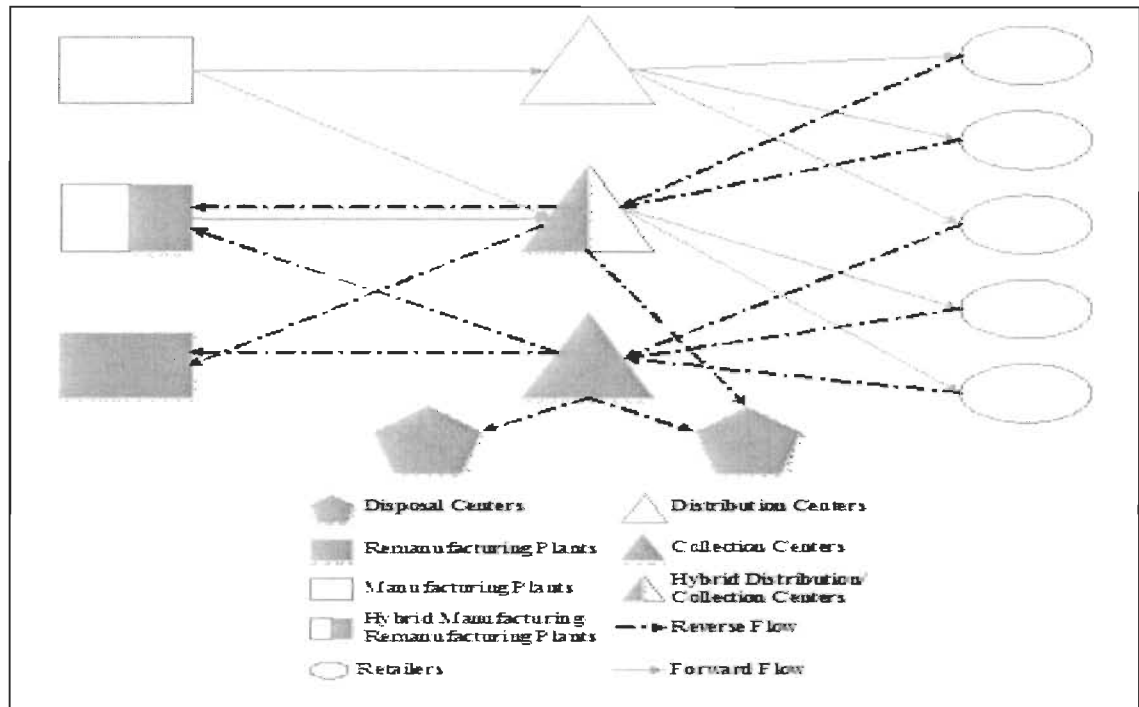 Disposal Centers
Distribution Centers
Remanufacturing Plants
Collection Centers
Manufacturing Plants
Hybrid Distribution/
Collection Centers
Hybrid Manufacturing
Remanufacturing Plants
Reverse Flow
Retailers
Forward Flow